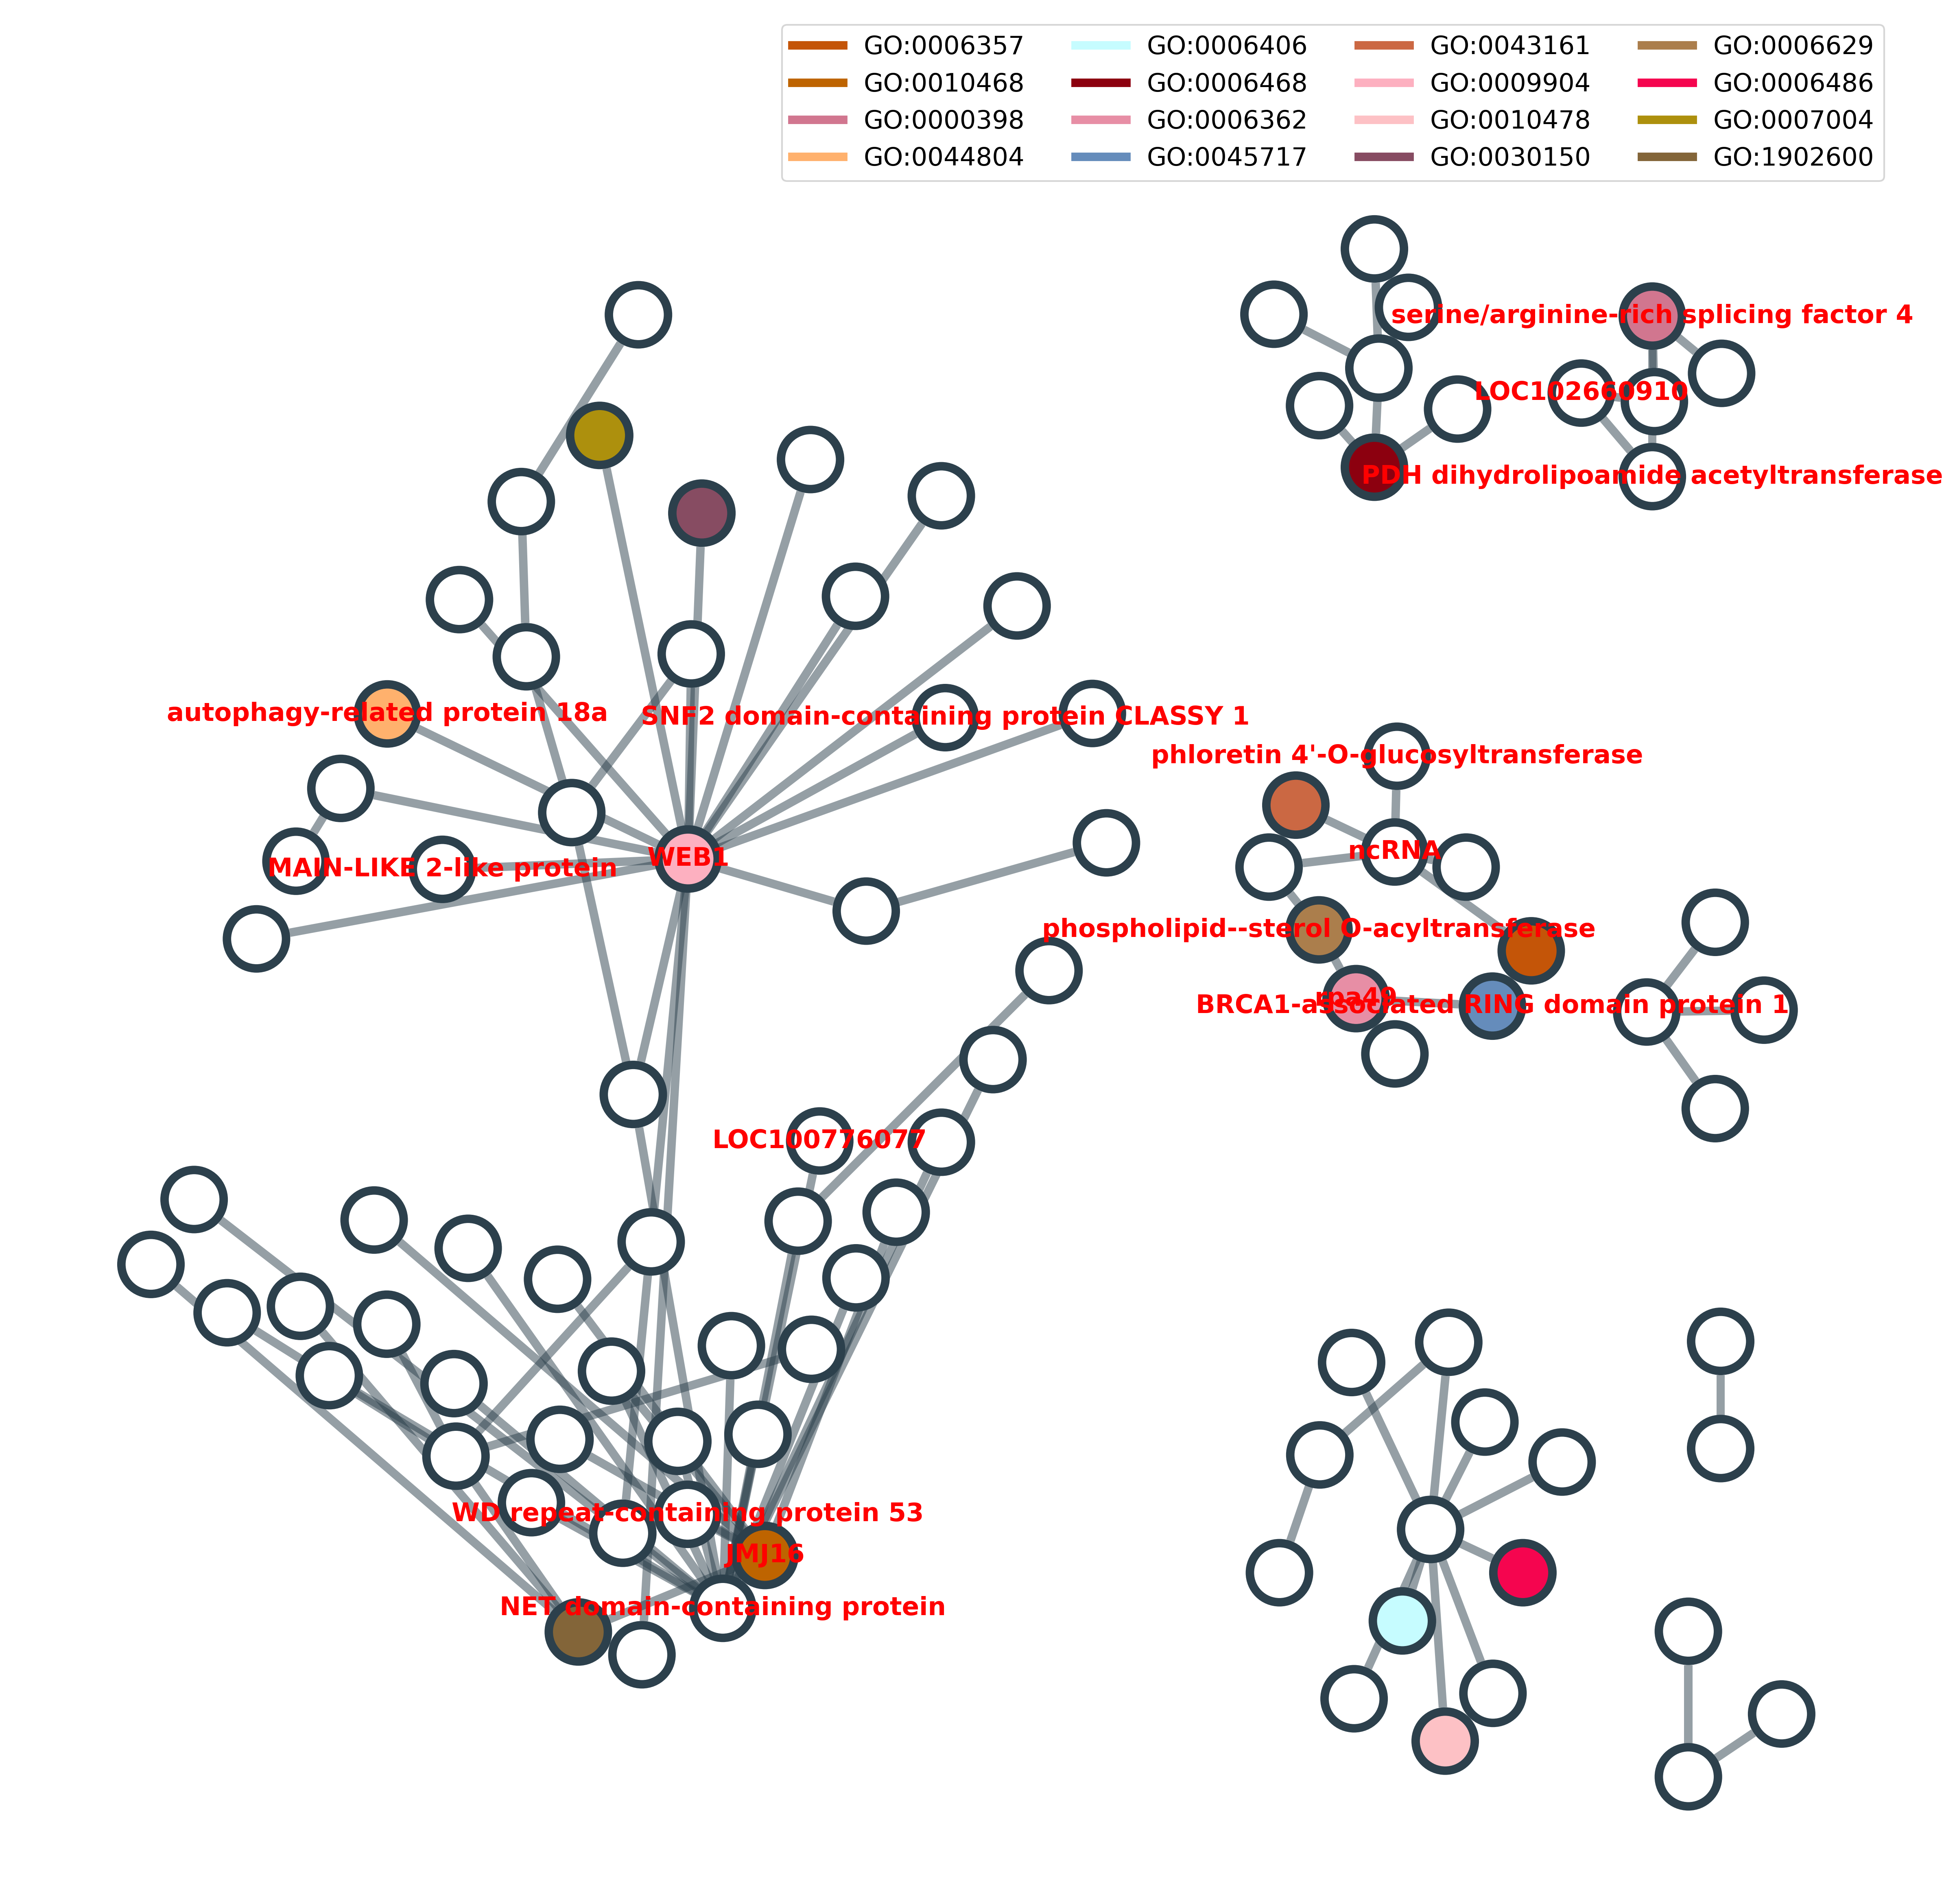 GO:0006357 GO:0006406 GO:0043161 GO:0006629
GO:0010468 GO:0006468 GO:0009904 GO:0006486
GO:0000398 GO:0006362 GO:0010478 GO:0007004
GO:0044804 GO:0045717 GO:0030150 GO:1902600
serine/arginine-rich splicing factor 4
LOC102660910
PDH dihydrolipoamide acetyltransferase
autophagy-related protein 18a
SNF2 domain-containing protein CLASSY 1
phloretin 4'-O-glucosyltransferase
ncRNA
WEB1
MAIN-LIKE 2-like protein
phospholipid--sterol O-acyltransferase
rpa49
BRCA1-associated RING domain protein 1
LOC100776077
WD repeat-containing protein 53
JMJ16
NET domain-containing protein